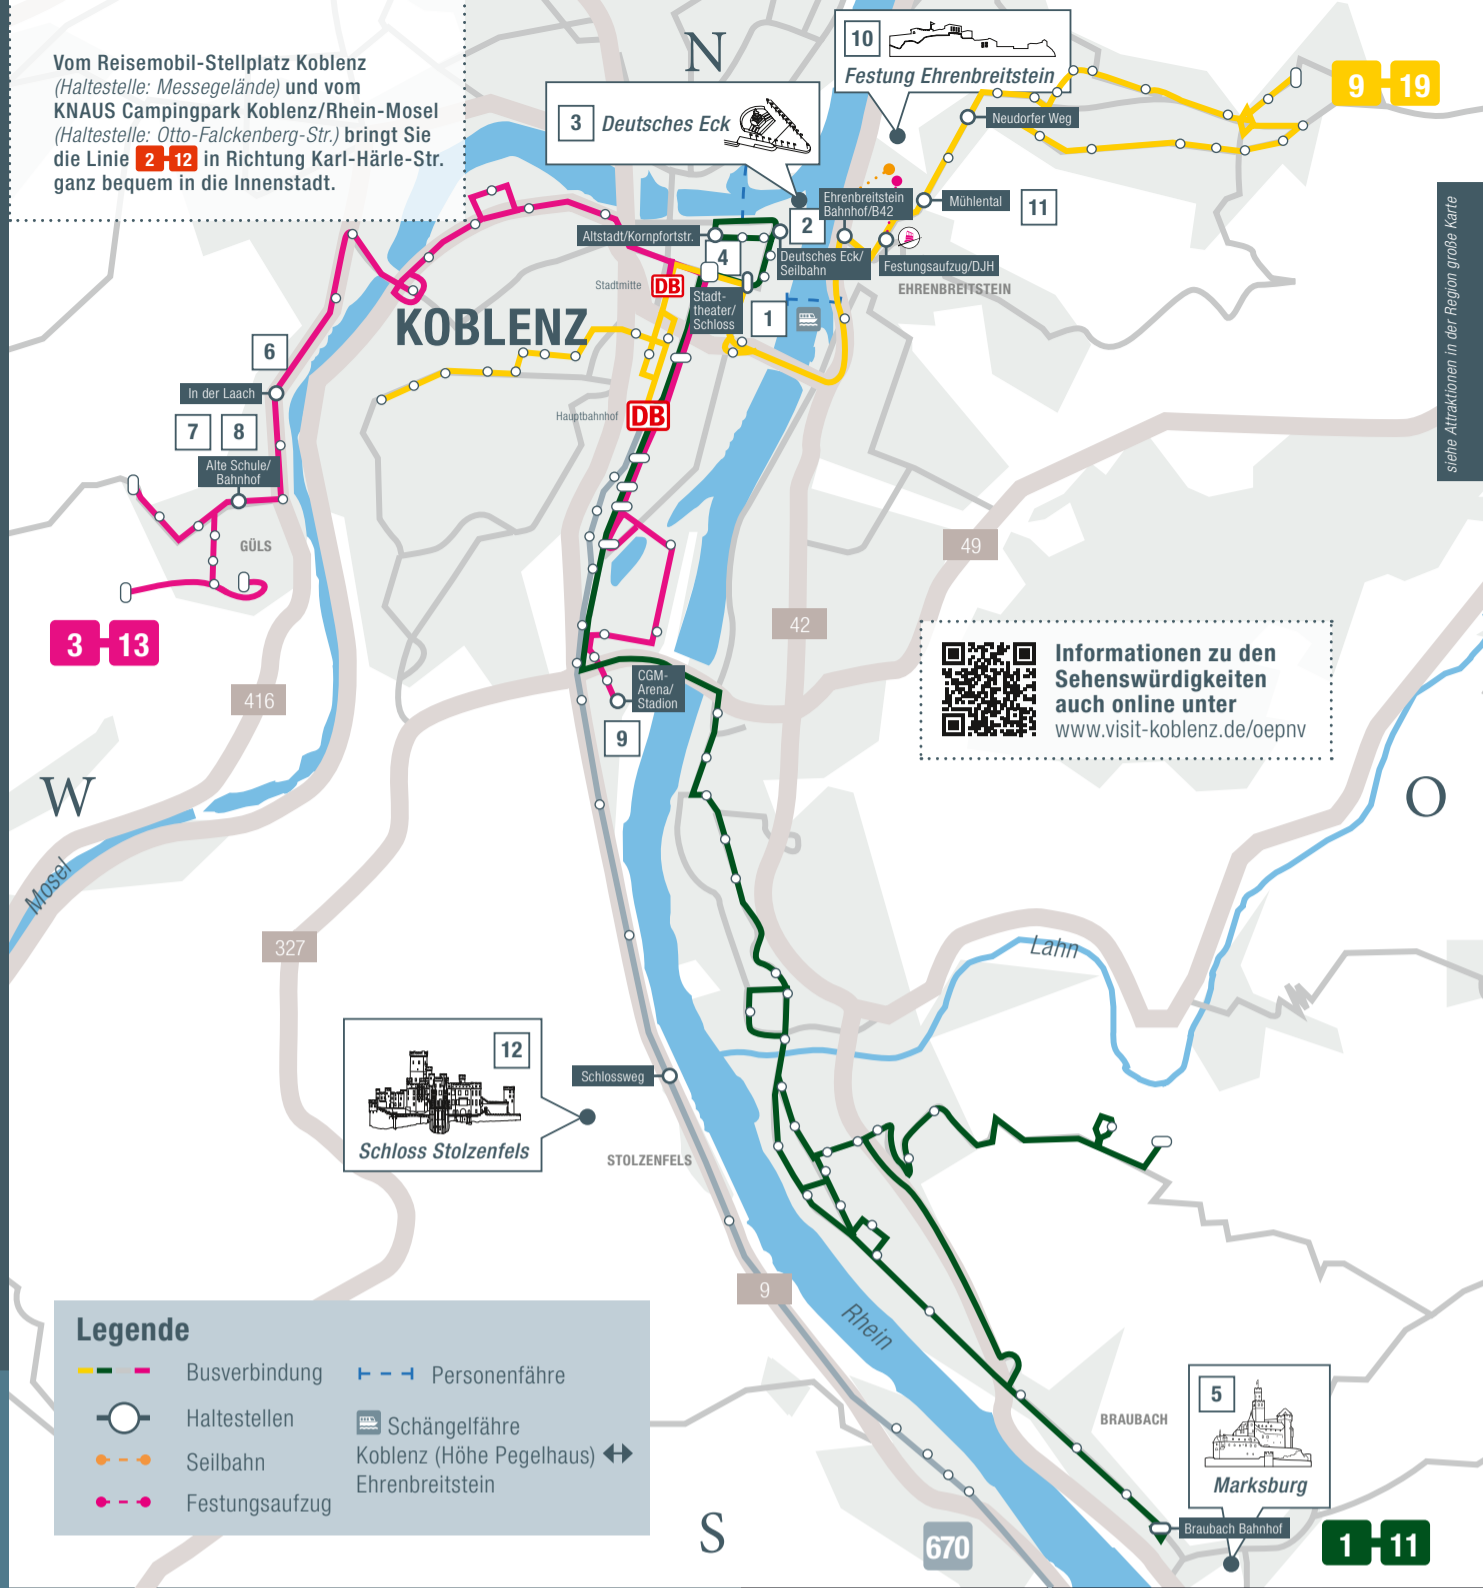 Vom Reisemobil-Stellplatz Koblenz
(Haltestelle: Messegelände) und vom
KNAUS Campingpark Koblenz/Rhein-Mosel
(Haltestelle: Otto-Falckenberg-Str.) bringt Sie
die Linie 2-12 in Richtung Karl-Härle-Str.
ganz bequem in die Innenstadt.
N
10
Festung Ehrenbreitstein
3 Deutsches Eck
9-19
Neudorfer Weg
Ehrenbreitstein
Bahnhof/B42
Mühlental
11
2
Altstadt/Kornpfortstr.
4
Deutsches Eck/
Seilbahn
Festungsaufzug/DJH
EHRENBREITSTEIN
Stadtmitte
DB
Stadt-
theater/
Schloss
1
KOBLENZ
6
In der Laach
7
8
Hauptbahnhof
DB
Alte Schule/
Bahnhof
GÜLS
3-13
siehe Attraktionen in der Region große Karte
49
42
416
CGM-
Arena/
Stadion
9
Informationen zu den
Sehenswürdigkeiten
auch online unter
www.visit-koblenz.de/oepnv
W
O
Mosel
327
Lahn
12
Schloss Stolzenfels
Schlossweg
STOLZENFELS
9
Rhein
Legende
Busverbindung
Haltestellen
Seilbahn
Festungsaufzug
Personenfähre
Schängelfähre
Koblenz (Höhe Pegelhaus)
Ehrenbreitstein
BRAUBACH
5
Marksburg
Braubach Bahnhof
S
670
1-11